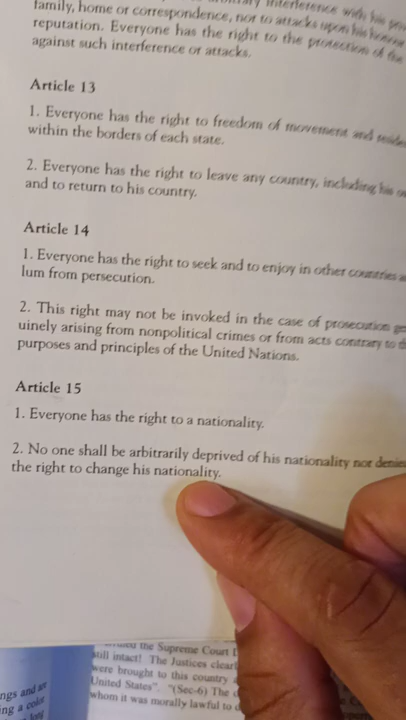 family, home or correspondence, nor to attacks upon his honour
reputation. Everyone has the right to the protection of the
against such interference or attacks.
Article 13
1. Everyone has the right to freedom of movement and
within the borders of each state.
2. Everyone has the right to leave any country, including his
and to return to his country.
Article 14
1. Everyone has the right to seek and to enjoy in other countries
lum from persecution.
2. This right may not be invoked in the case of prosecution
uinely arising from nonpolitical crimes or from acts contrary to
purposes and principles of the United Nations.
Article 15
1. Everyone has the right to a nationality.
2. No one shall be arbitrarily deprived of his nationality nor denie
the right to change his nationality.
the Supreme Court
still intact! The Justices clearl
were brought to this country
United States". "(Sec-6) The
whom it was morally lawful to
ngs and
ing a color